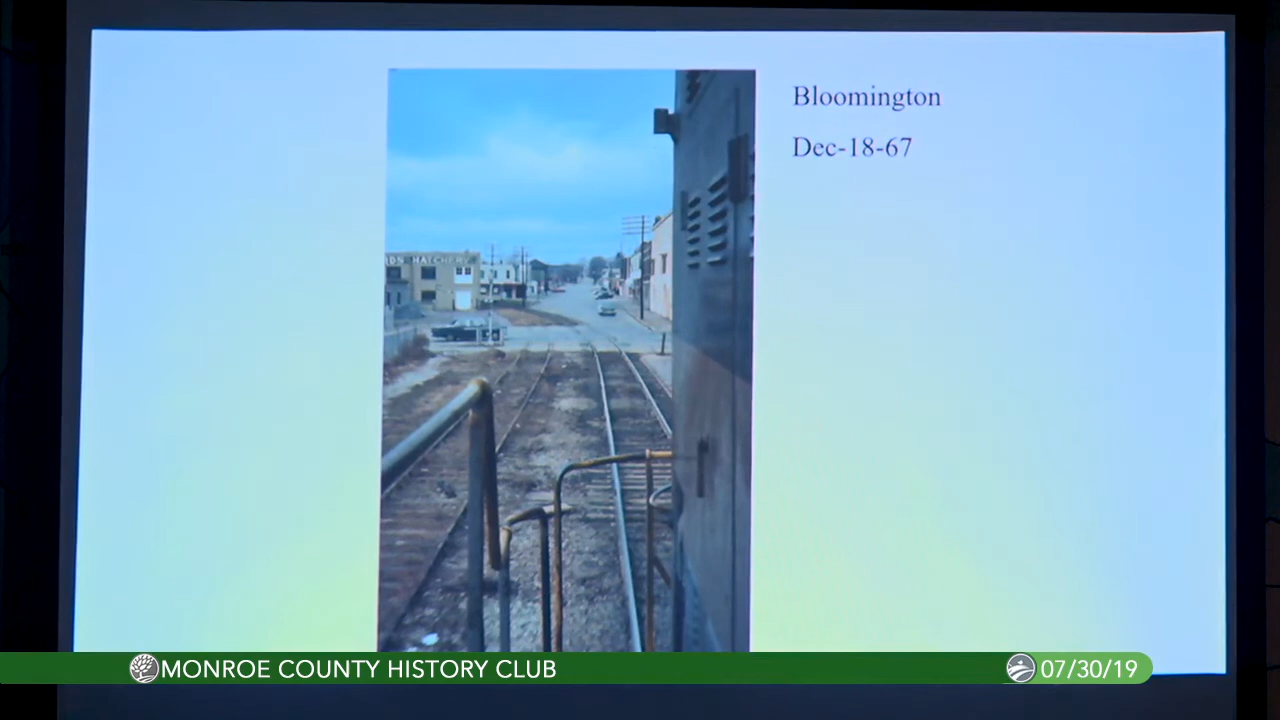 Bloomington
Dec-18-67
HATCHERY
MONROE COUNTY HISTORY CLUB
07/30/19